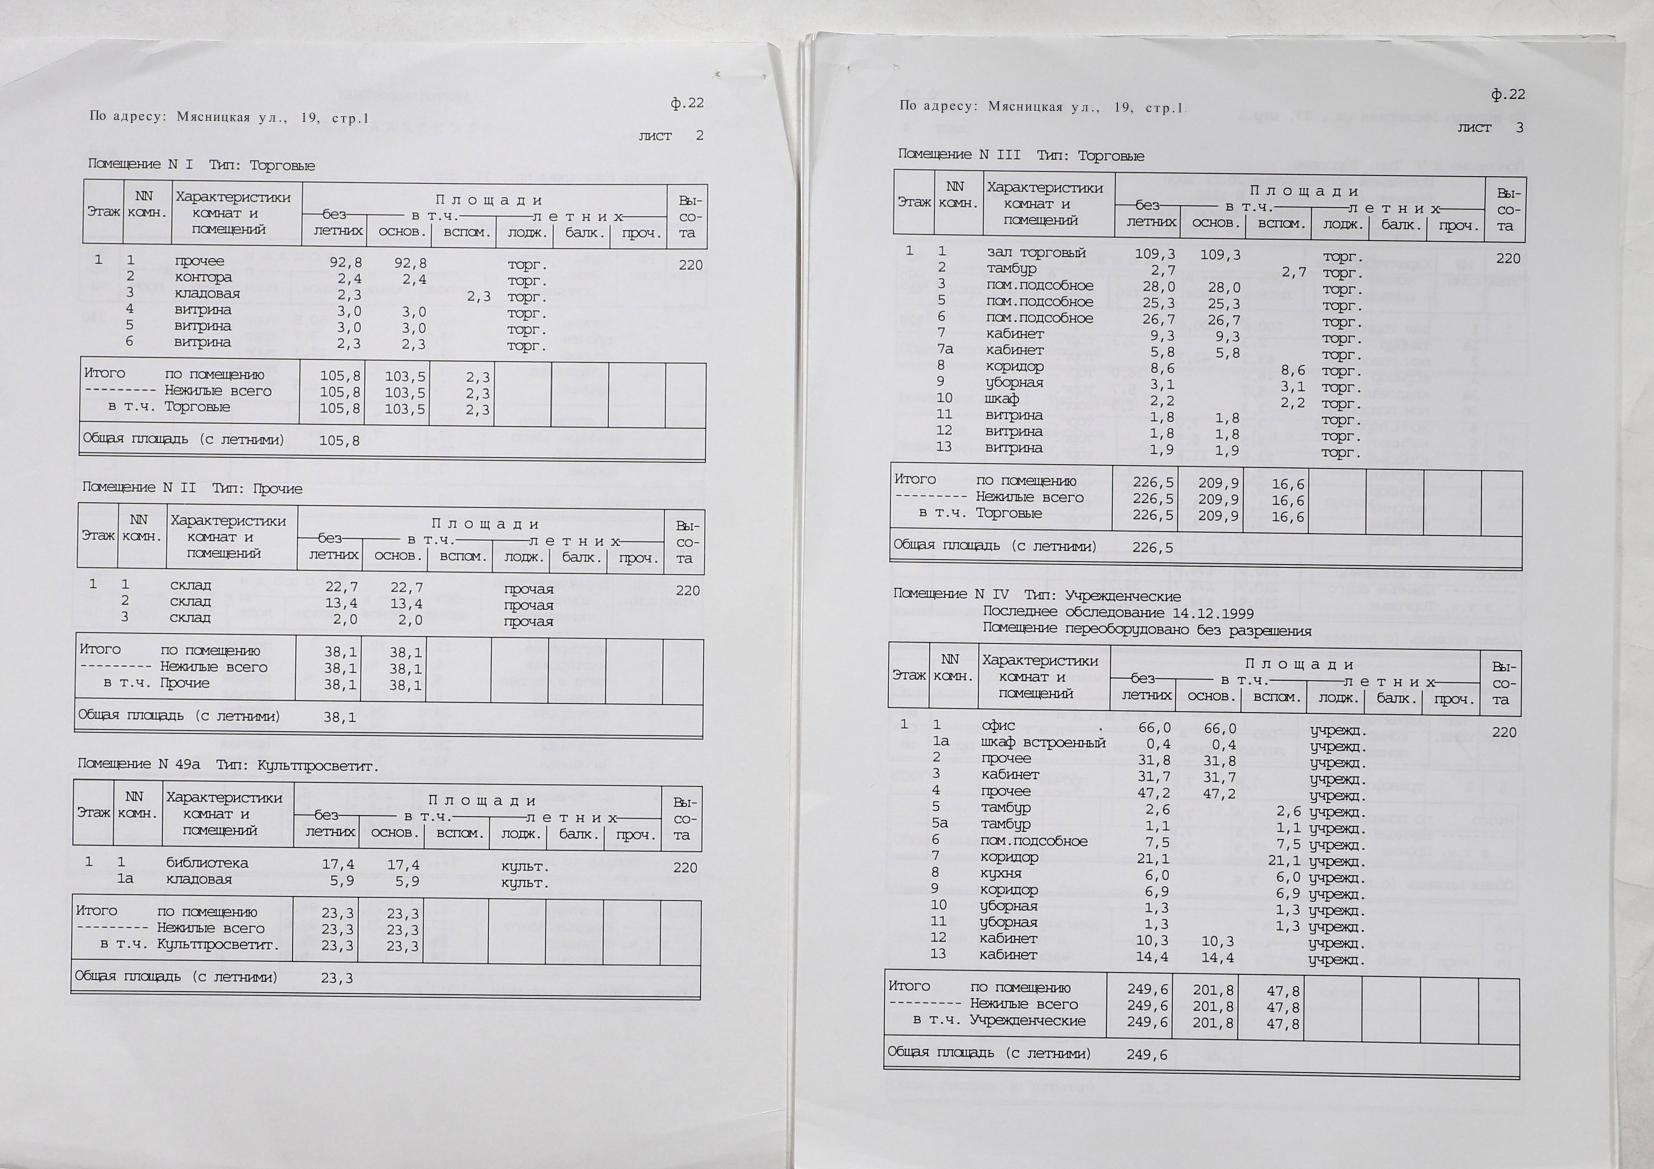 ф.22
По адресу: Мясницкая ул., 19, стр.1
лист 2
Помещение N I Тип: Торговые
Этаж NN комн. Характеристики комнат и помещений Площади Вы-со-та
без летних в т.ч. основ. вспом. летних лодж. балк. проч.
1 1 прочее 92,8 92,8 торг. 220
2 контора 2,4 2,4 торг.
3 кладовая 2,3 2,3 торг.
4 витрина 3,0 3,0 торг.
5 витрина 3,0 3,0 торг.
6 витрина 2,3 2,3 торг.
Итого по помещению 105,8 103,5 2,3
--------- Нежилые всего 105,8 103,5 2,3
в т.ч. Торговые 105,8 103,5 2,3
Общая площадь (с летними) 105,8
Помещение N II Тип: Прочие
Этаж NN комн. Характеристики комнат и помещений Площади Вы-со-та
без летних в т.ч. основ. вспом. летних лодж. балк. проч.
1 1 склад 22,7 22,7 прочая 220
2 склад 13,4 13,4 прочая
3 склад 2,0 2,0 прочая
Итого по помещению 38,1 38,1
--------- Нежилые всего 38,1 38,1
в т.ч. Прочие 38,1 38,1
Общая площадь (с летними) 38,1
Помещение N 49а Тип: Культпросветит.
Этаж NN комн. Характеристики комнат и помещений Площади Вы-со-та
без летних в т.ч. основ. вспом. летних лодж. балк. проч.
1 1 библиотека 17,4 17,4 культ. 220
1а кладовая 5,9 5,9 культ.
Итого по помещению 23,3 23,3
--------- Нежилые всего 23,3 23,3
в т.ч. Культпросветит. 23,3 23,3
Общая площадь (с летними) 23,3
ф.22
По адресу: Мясницкая ул., 19, стр.1
лист 3
Помещение N III Тип: Торговые
Этаж NN комн. Характеристики комнат и помещений Площади Вы-со-та
без летних в т.ч. основ. вспом. летних лодж. балк. проч.
1 1 зал торговый 109,3 109,3 торг. 220
2 тамбур 2,7 2,7 торг.
3 пом.подсобное 28,0 28,0 торг.
5 пом.подсобное 25,3 25,3 торг.
6 пом.подсобное 26,7 26,7 торг.
7 кабинет 9,3 9,3 торг.
7а кабинет 5,8 5,8 торг.
8 коридор 8,6 8,6 торг.
9 уборная 3,1 3,1 торг.
10 шкаф 2,2 2,2 торг.
11 витрина 1,8 1,8 торг.
12 витрина 1,8 1,8 торг.
13 витрина 1,9 1,9 торг.
Итого по помещению 226,5 209,9 16,6
--------- Нежилые всего 226,5 209,9 16,6
в т.ч. Торговые 226,5 209,9 16,6
Общая площадь (с летними) 226,5
Помещение N IV Тип: Учрежденческие
Последнее обследование 14.12.1999
Помещение переоборудовано без разрешения
Этаж NN комн. Характеристики комнат и помещений Площади Вы-со-та
без летних в т.ч. основ. вспом. летних лодж. балк. проч.
1 1 офис 66,0 66,0 учрежд. 220
1а шкаф встроенный 0,4 0,4 учрежд.
2 прочее 31,8 31,8 учрежд.
3 кабинет 31,7 31,7 учрежд.
4 прочее 47,2 47,2 учрежд.
5 тамбур 2,6 2,6 учрежд.
5а тамбур 1,1 1,1 учрежд.
6 пом.подсобное 7,5 7,5 учрежд.
7 коридор 21,1 21,1 учрежд.
8 кухня 6,0 6,0 учрежд.
9 коридор 6,9 6,9 учрежд.
10 уборная 1,3 1,3 учрежд.
11 уборная 1,3 1,3 учрежд.
12 кабинет 10,3 10,3 учрежд.
13 кабинет 14,4 14,4 учрежд.
Итого по помещению 249,6 201,8 47,8
--------- Нежилые всего 249,6 201,8 47,8
в т.ч. Учрежденческие 249,6 201,8 47,8
Общая площадь (с летними) 249,6